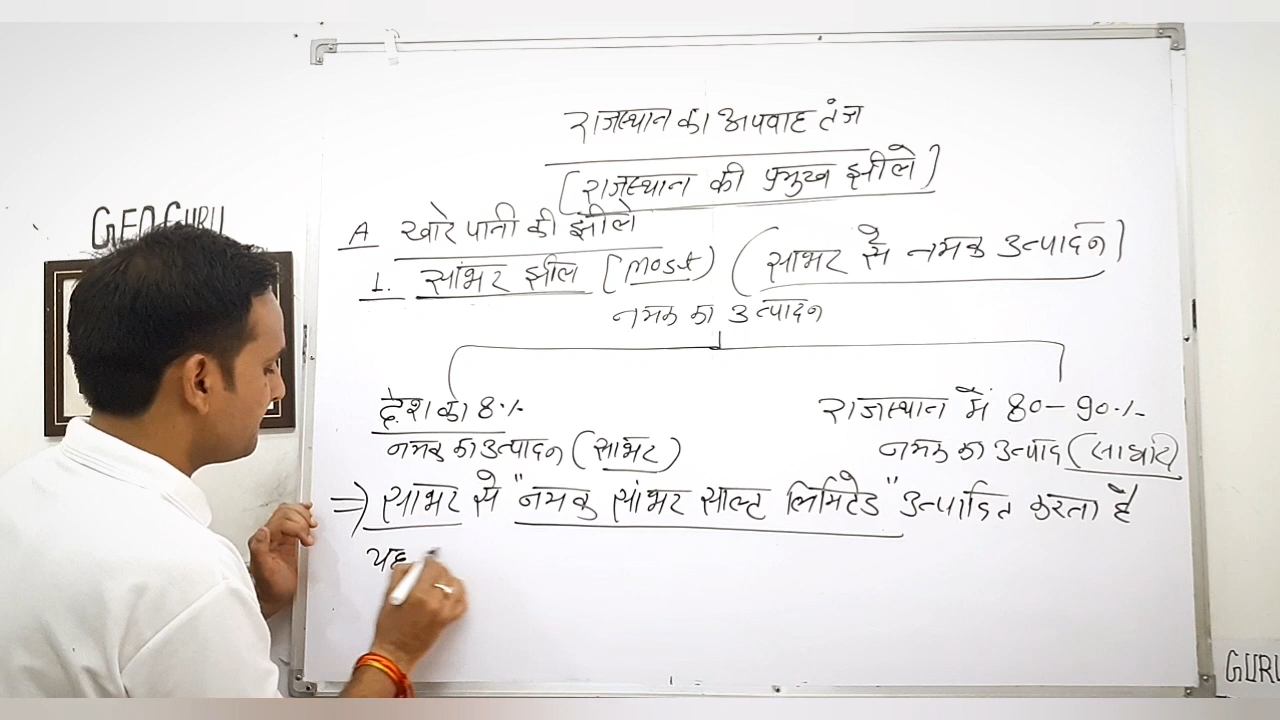 राजस्थान का अपवाह तंत्र
[राजस्थान की प्रमुख झीले]
GEOGURU
A खारे पानी की झीले
1. सांभर झील [Most) (सांभर से नमक उत्पादन]
नमक का उत्पादन
देश का 8.%
राजस्थान में 80-90.%
नमक का उत्पादन (साभर)
नमक का उत्पाद
⇒ साभर से "नमक सांभर साल्ट लिमिटेड" उत्पादित करता है
यह
GURU